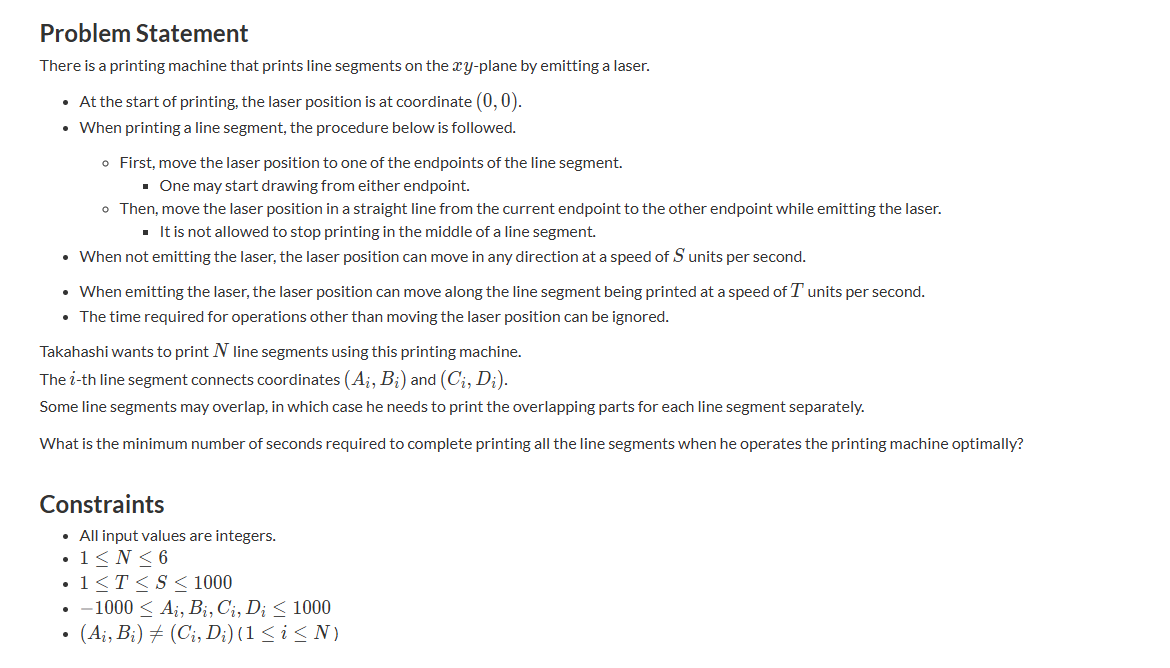 Problem Statement
There is a printing machine that prints line segments on the xy-plane by emitting a laser.
• At the start of printing, the laser position is at coordinate (0, 0).
• When printing a line segment, the procedure below is followed.
◦ First, move the laser position to one of the endpoints of the line segment.
▪ One may start drawing from either endpoint.
◦ Then, move the laser position in a straight line from the current endpoint to the other endpoint while emitting the laser.
▪ It is not allowed to stop printing in the middle of a line segment.
• When not emitting the laser, the laser position can move in any direction at a speed of S units per second.
• When emitting the laser, the laser position can move along the line segment being printed at a speed of T units per second.
• The time required for operations other than moving the laser position can be ignored.
Takahashi wants to print N line segments using this printing machine.
The i-th line segment connects coordinates (A_i, B_i) and (C_i, D_i).
Some line segments may overlap, in which case he needs to print the overlapping parts for each line segment separately.
What is the minimum number of seconds required to complete printing all the line segments when he operates the printing machine optimally?
Constraints
• All input values are integers.
• 1 ≤ N ≤ 6
• 1 ≤ T ≤ S ≤ 1000
• −1000 ≤ A_i, B_i, C_i, D_i ≤ 1000
• (A_i, B_i) ≠ (C_i, D_i) (1 ≤ i ≤ N)